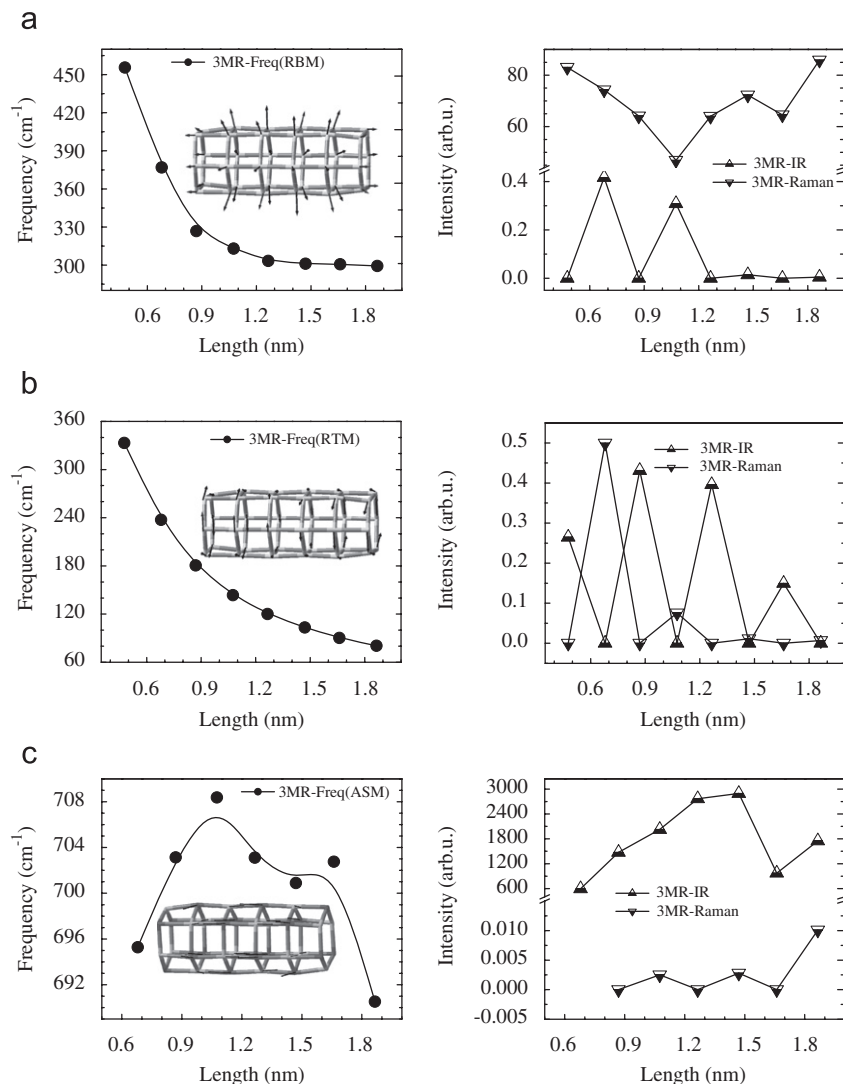 a
3MR-Freq(RBM)
450
420
390
360
330
300
Frequency (cm-1)
0.6 0.9 1.2 1.5 1.8
Length (nm)
80
60
0.4
0.2
0.0
Intensity (arb.u.)
3MR-IR
3MR-Raman
0.6 0.9 1.2 1.5 1.8
Length (nm)
b
3MR-Freq(RTM)
360
300
240
180
120
60
Frequency (cm-1)
0.6 0.9 1.2 1.5 1.8
Length (nm)
0.5
0.4
0.3
0.2
0.1
0.0
Intensity (arb.u.)
3MR-IR
3MR-Raman
0.6 0.9 1.2 1.5 1.8
Length (nm)
c
3MR-Freq(ASM)
708
704
700
696
692
Frequency (cm-1)
0.6 0.9 1.2 1.5 1.8
Length (nm)
3000
2400
1800
1200
600
0.010
0.005
0.000
-0.005
Intensity (arb.u.)
3MR-IR
3MR-Raman
0.6 0.9 1.2 1.5 1.8
Length (nm)